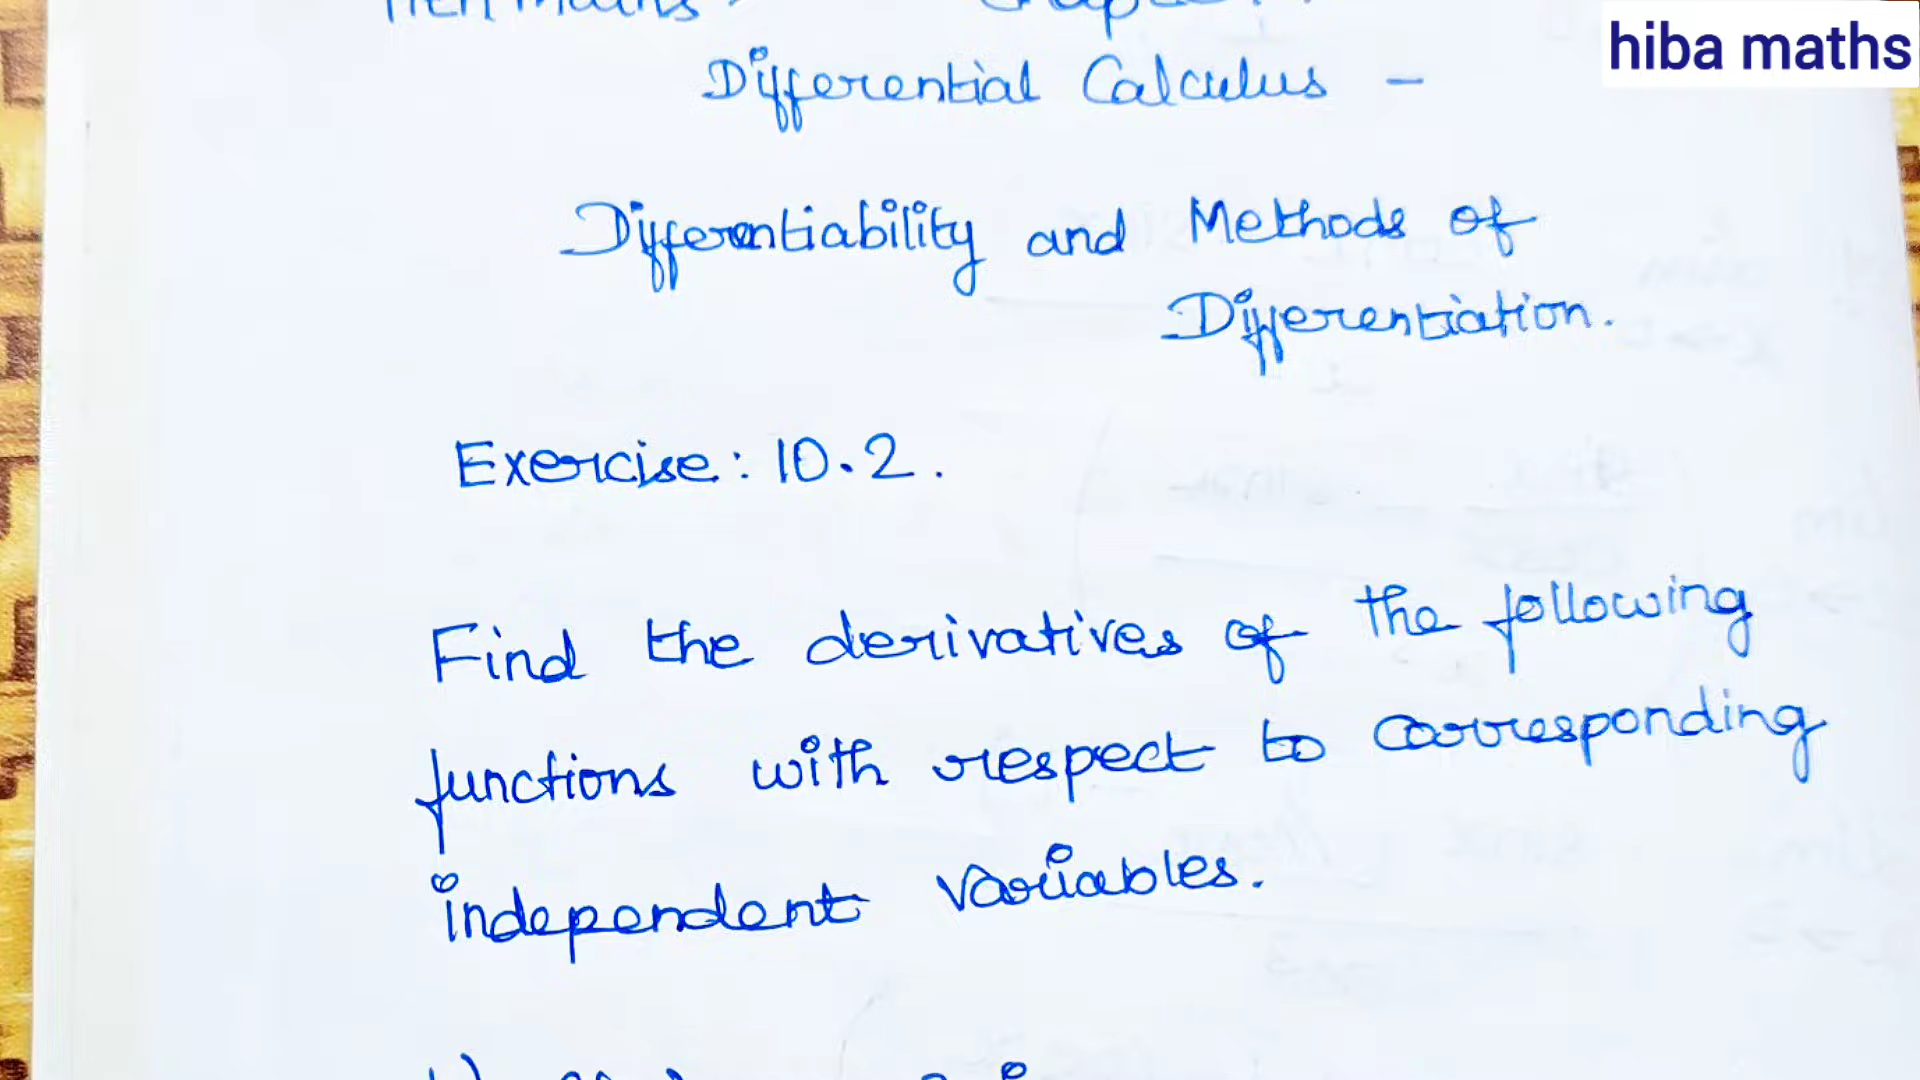 hiba maths
Differential Calculus -
Differentiability and Methods of
Differentiation.
Exercise: 10.2.
Find the derivatives of the following
functions with respect to corresponding
independent variables.